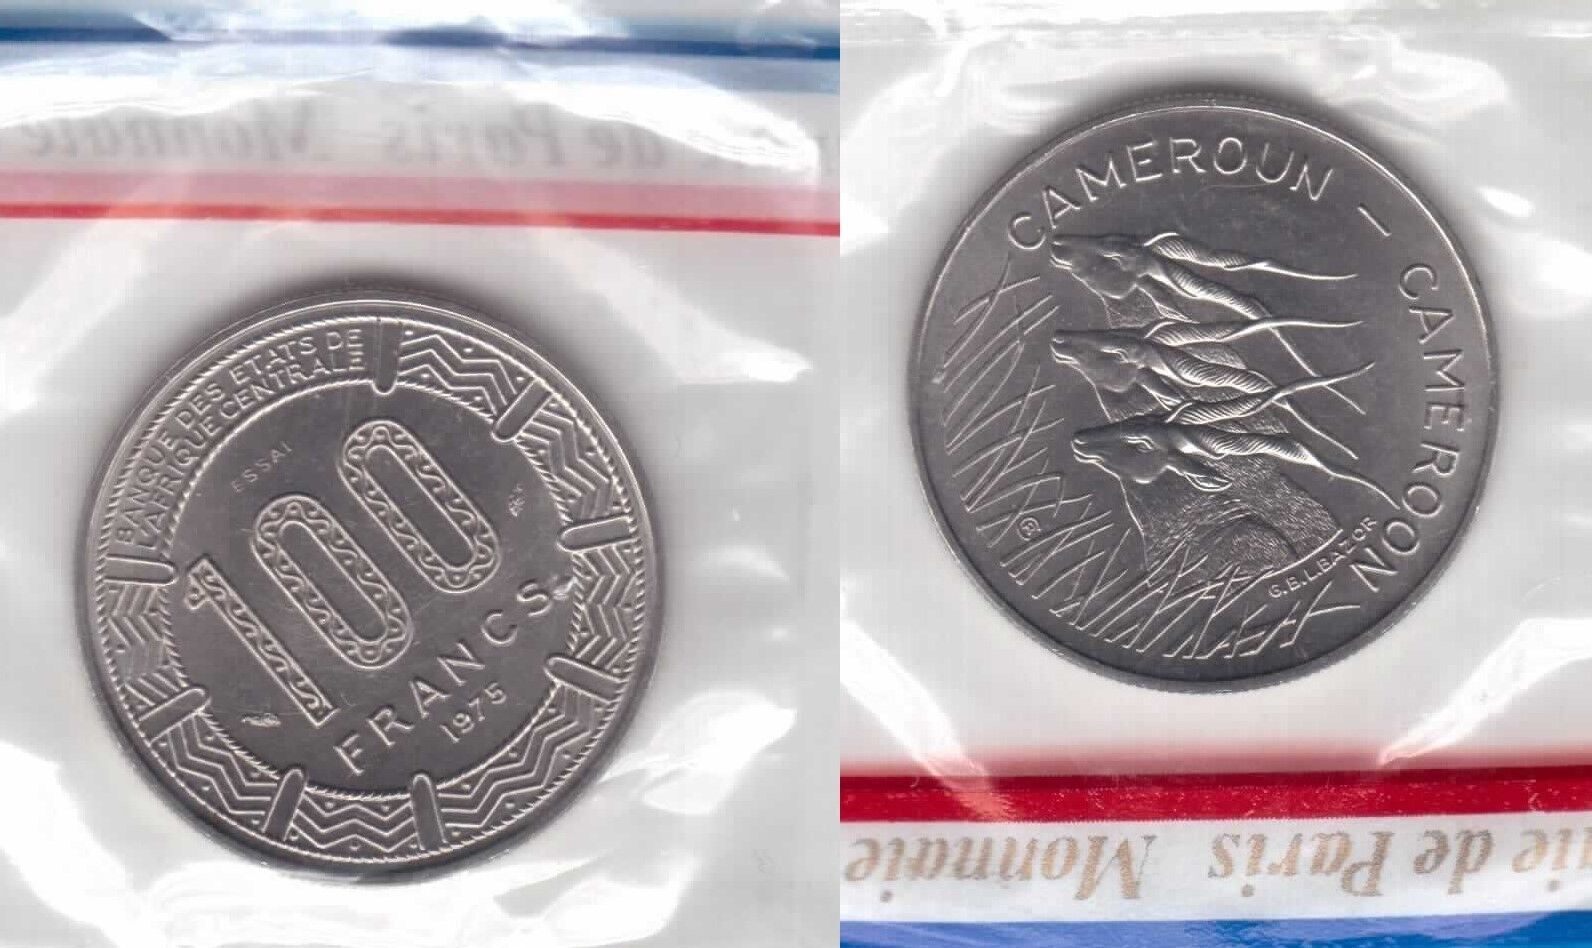 Monnaie de Paris
BANQUE DES ETATS DE
L'AFRIQUE CENTRALE
ESSAI
100
FRANCS
1975
CAMEROUN – CAMEROON
G.B.L.BAZOR
Monnaie de Paris